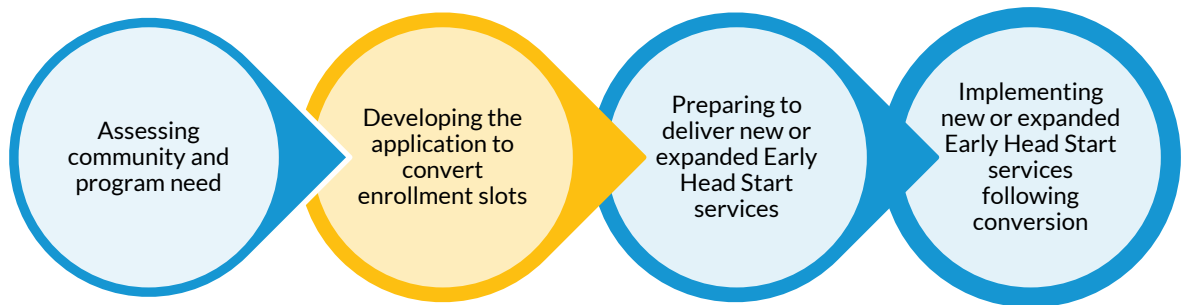 Assessing
community and
program need
Developing the
application to
convert
enrollment slots
Preparing to
deliver new or
expanded Early
Head Start
services
Implementing
new or expanded
Early Head Start
services
following
conversion